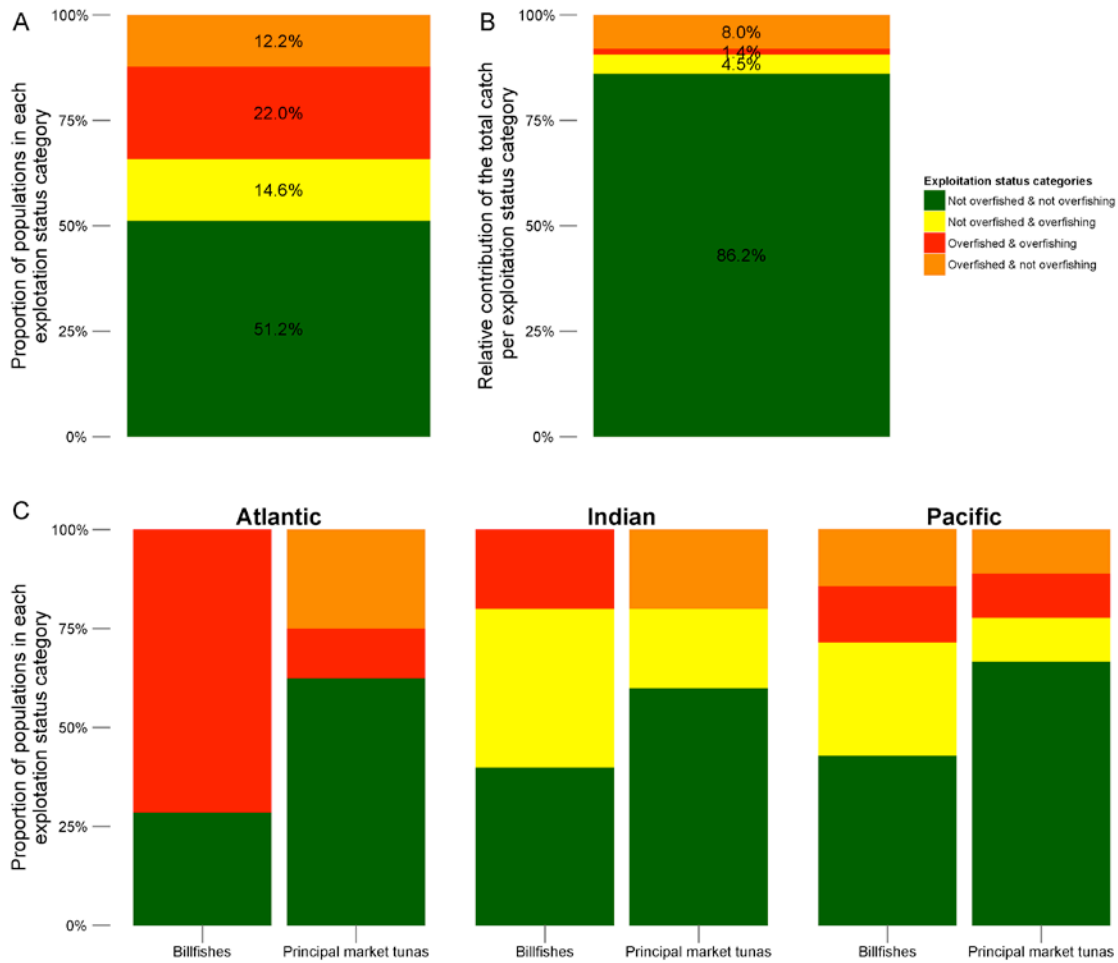 A
Proportion of populations in each
explotation status category
100%
75%
50%
25%
0%
12.2%
22.0%
14.6%
51.2%
B
Relative contribution of the total catch
per exploitation status category
100%
75%
50%
25%
0%
8.0%
1.4%
4.5%
86.2%
Exploitation status categories
Not overfished & not overfishing
Not overfished & overfishing
Overfished & overfishing
Overfished & not overfishing
C
Proportion of populations in each
explotation status category
100%
75%
50%
25%
0%
Atlantic
Indian
Pacific
Billfishes
Principal market tunas
Billfishes
Principal market tunas
Billfishes
Principal market tunas